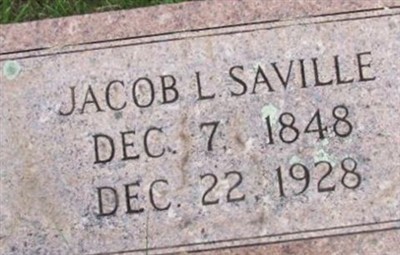 JACOB L SAVILLE
DEC. 7, 1848
DEC. 22, 1928